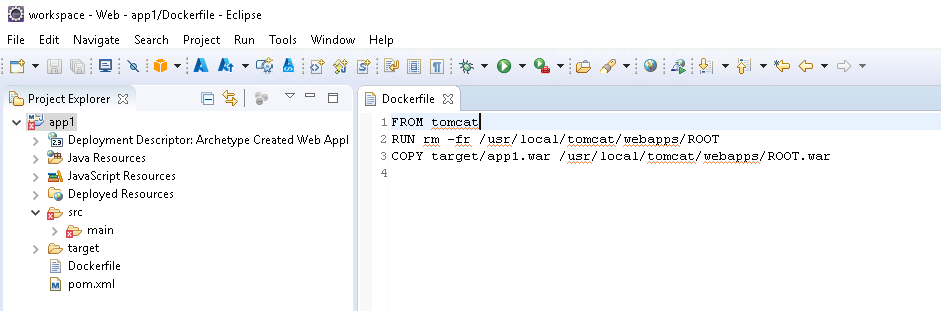 workspace - Web - app1/Dockerfile - Eclipse
File Edit Navigate Search Project Run Tools Window Help
Project Explorer
Dockerfile
app1
Deployment Descriptor: Archetype Created Web Appl
Java Resources
JavaScript Resources
Deployed Resources
src
main
target
Dockerfile
pom.xml
1 FROM tomcat
2 RUN rm -fr /usr/local/tomcat/webapps/ROOT
3 COPY target/app1.war /usr/local/tomcat/webapps/ROOT.war
4